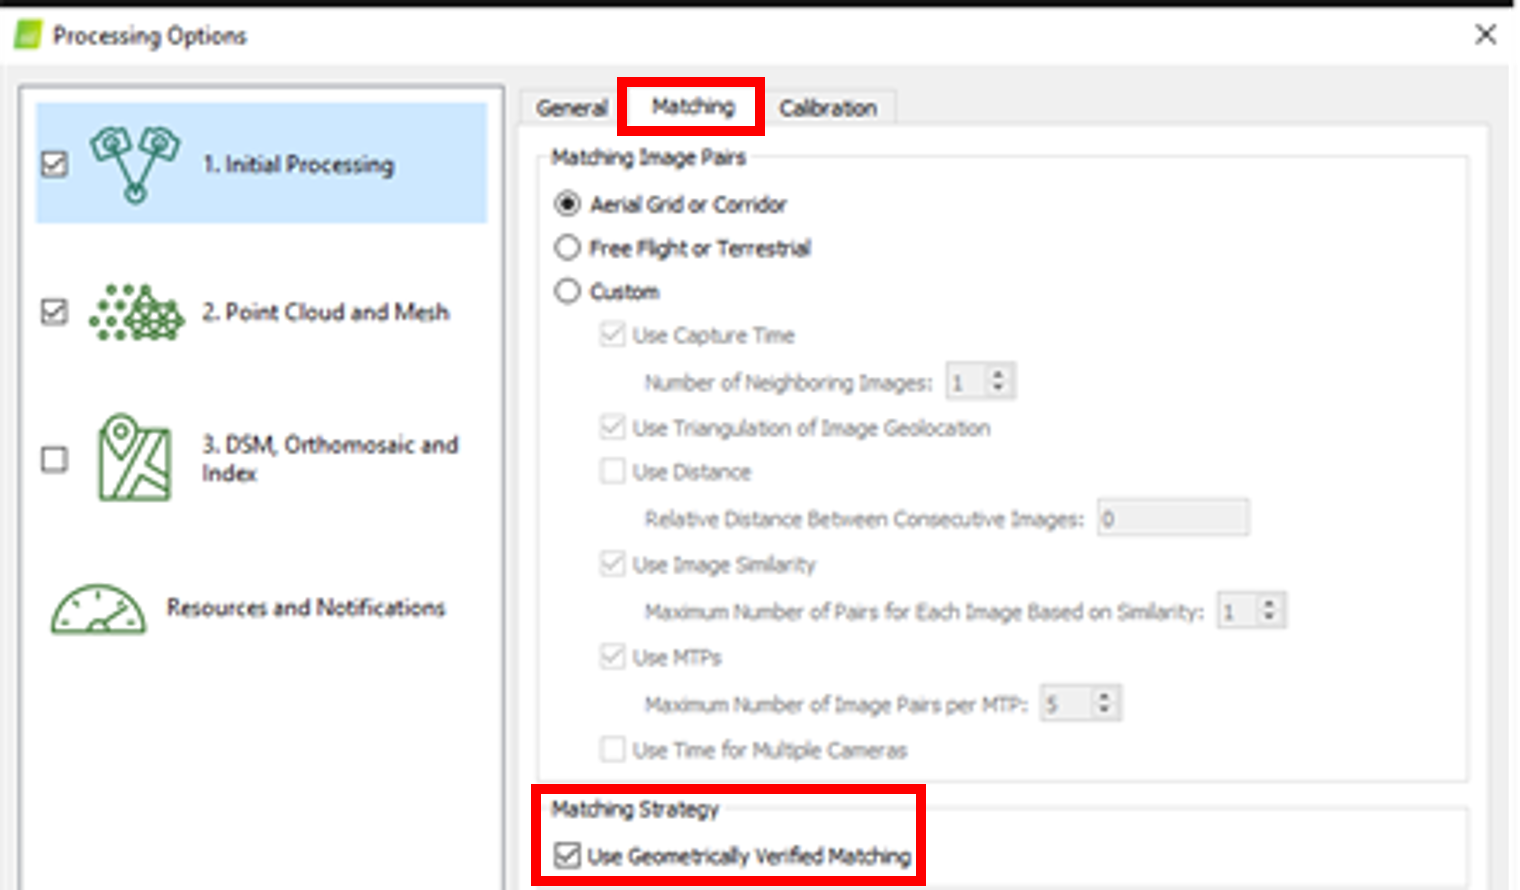 Processing Options
1. Initial Processing
2. Point Cloud and Mesh
3. DSM, Orthomosaic and
Index
Resources and Notifications
General Matching Calibration
Matching Image Pairs
Aerial Grid or Corridor
Free Flight or Terrestrial
Custom
Use Capture Time
Number of Neighboring Images: 1
Use Triangulation of Image Geolocation
Use Distance
Relative Distance Between Consecutive Images: 0
Use Image Similarity
Maximum Number of Pairs for Each Image Based on Similarity: 1
Use MTPs
Maximum Number of Image Pairs per MTP: 5
Use Time for Multiple Cameras
Matching Strategy
Use Geometrically Verified Matching